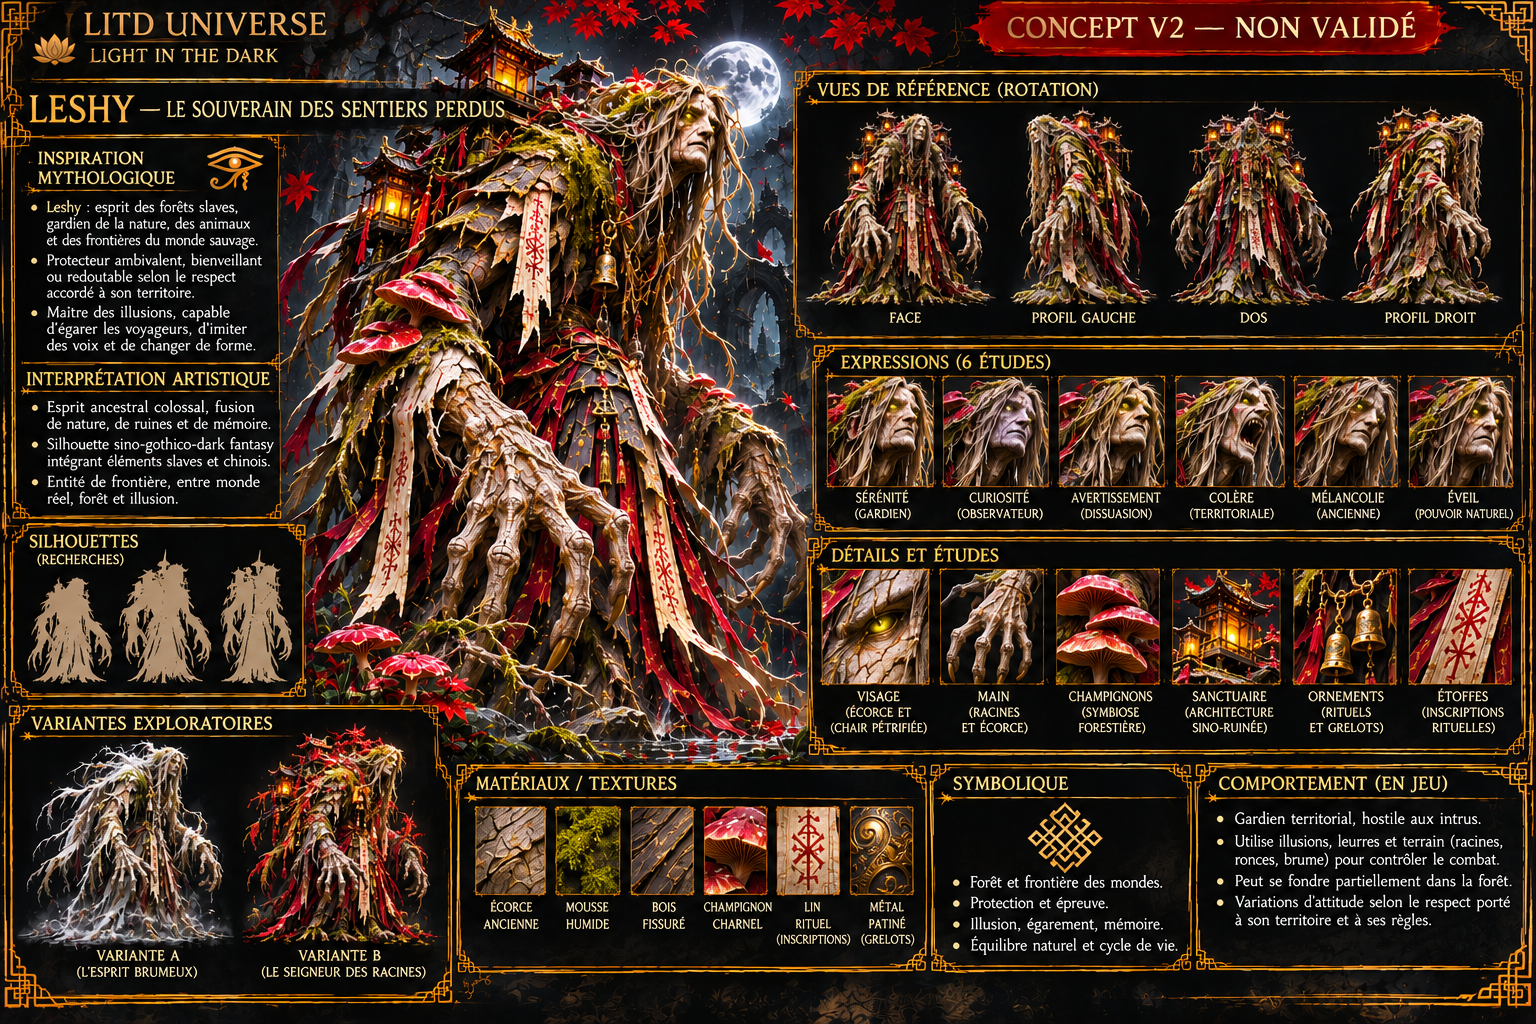 LITD UNIVERSE
LIGHT IN THE DARK
CONCEPT V2 — NON VALIDÉ
LESHY — LE SOUVERAIN DES SENTIERS PERDUS
INSPIRATION
MYTHOLOGIQUE
Leshy : esprit des forêts slaves,
gardien de la nature, des animaux
et des frontières du monde sauvage.
Protecteur ambivalent, bienveillant
ou redoutable selon le respect
accordé à son territoire.
Maitre des illusions, capable
d'égarer les voyageurs, d'imiter
des voix et de changer de forme.
INTERPRÉTATION ARTISTIQUE
Esprit ancestral colossal, fusion
de nature, de ruines et de mémoire.
Silhouette sino-gothico-dark fantasy
intégrant éléments slaves et chinois.
Entité de frontière, entre monde
réel, forêt et illusion.
SILHOUETTES
(RECHERCHES)
VARIANTES EXPLORATOIRES
VARIANTE A
(L'ESPRIT BRUMEUX)
VARIANTE B
(LE SEIGNEUR DES RACINES)
VUES DE RÉFÉRENCE (ROTATION)
FACE
PROFIL GAUCHE
DOS
PROFIL DROIT
EXPRESSIONS (6 ÉTUDES)
SÉRÉNITÉ
(GARDIEN)
CURIOSITÉ
(OBSERVATEUR)
AVERTISSEMENT
(DISSUASION)
COLÈRE
(TERRITORIALE)
MÉLANCOLIE
(ANCIENNE)
ÉVEIL
(POUVOIR NATUREL)
DÉTAILS ET ÉTUDES
VISAGE
(ÉCORCE ET
(CHAIR PÉTRIFIÉE)
MAIN
(RACINES
ET ÉCORCE)
CHAMPIGNONS
(SYMBIOSE
FORESTIÈRE)
SANCTUAIRE
(ARCHITECTURE
SINO-RUINÉE)
ORNEMENTS
(RITUELS
ET GRELOTS)
ÉTOFFES
(INSCRIPTIONS
RITUELLES)
MATÉRIAUX / TEXTURES
ÉCORCE
ANCIENNE
MOUSSE
HUMIDE
BOIS
FISSURÉ
CHAMPIGNON
CHARNEL
LIN
RITUEL
(INSCRIPTIONS)
MÉTAL
PATINÉ
(GRELOTS)
SYMBOLIQUE
Forêt et frontière des mondes.
Protection et épreuve.
Illusion, égarement, mémoire.
Équilibre naturel et cycle de vie.
COMPORTEMENT (EN JEU)
Gardien territorial, hostile aux intrus.
Utilise illusions, leurres et terrain (racines,
ronces, brume) pour contrôler le combat.
Peut se fondre partiellement dans la forêt.
Variations d'attitude selon le respect porté
à son territoire et à ses règles.